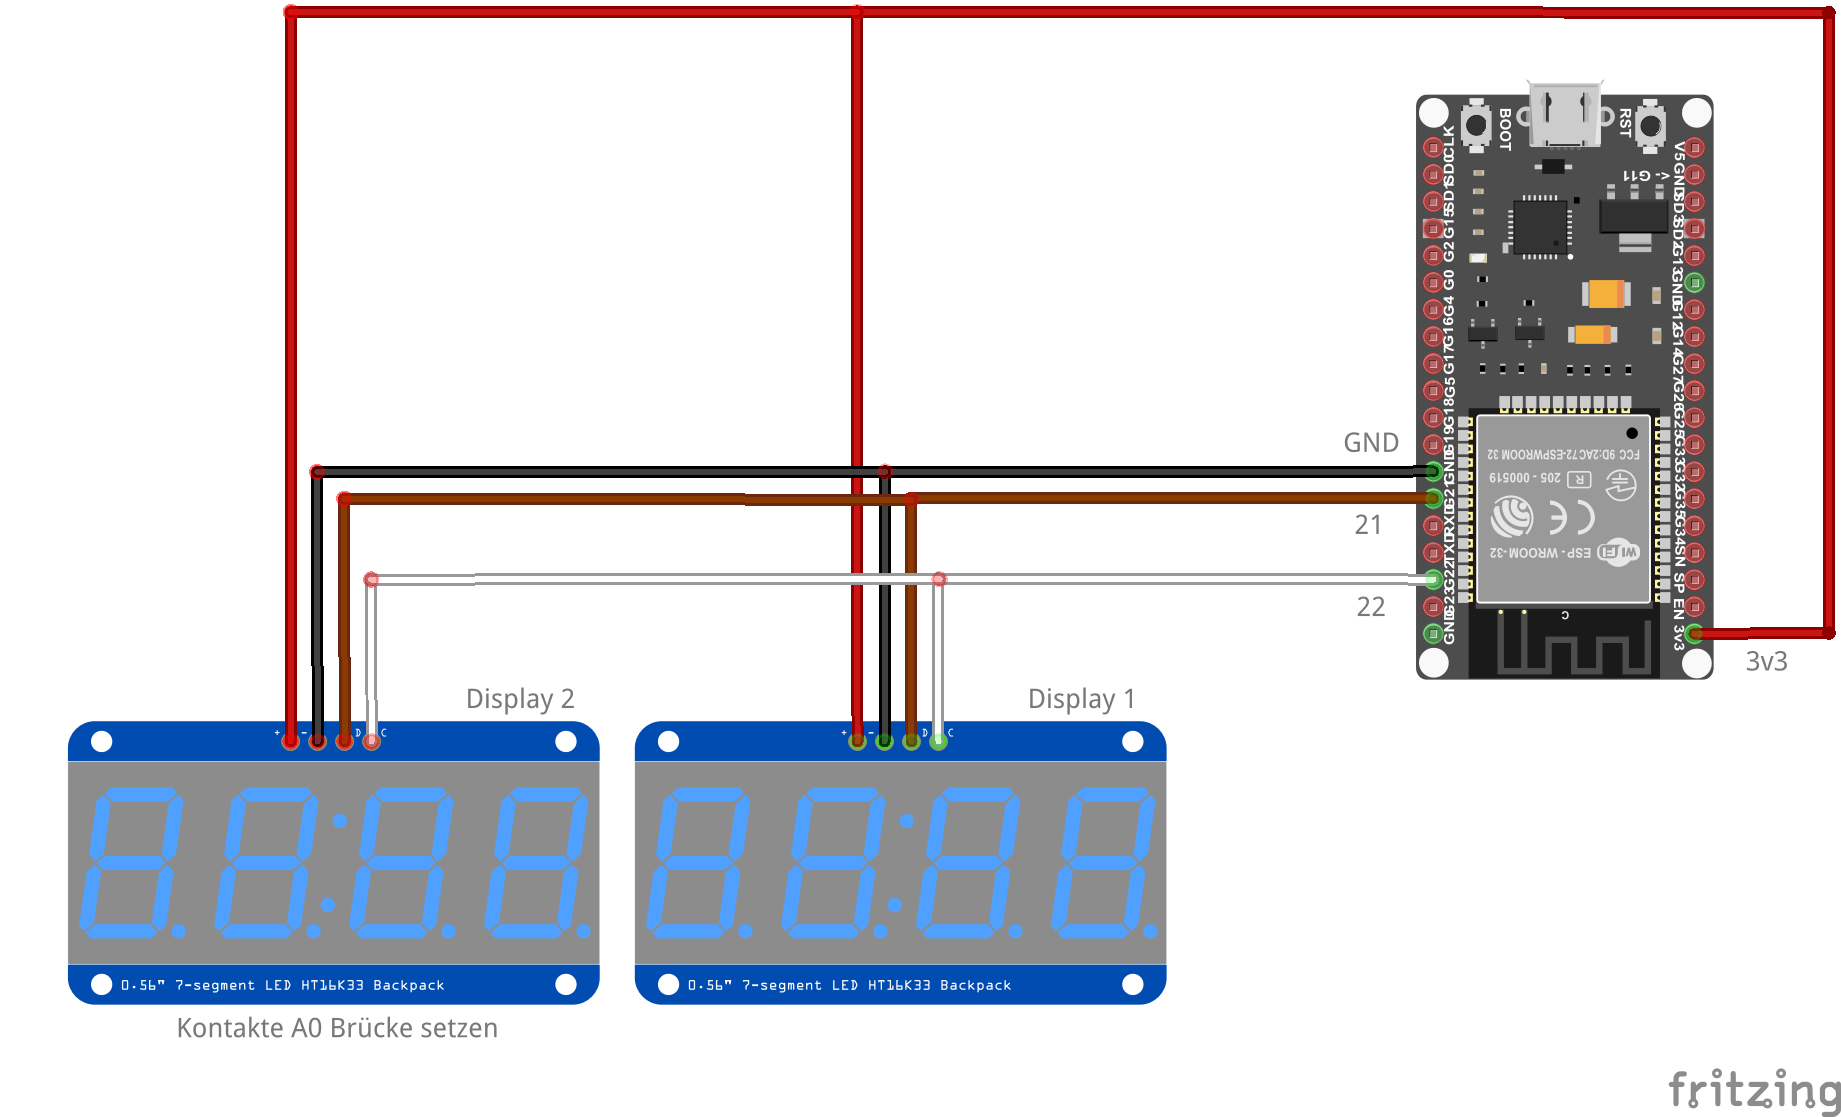 BOOT
RST
CLK
SD0
SD1
G15
G2
G0
G4
G16
G17
G5
G18
G19
GND
G21
RXD
TXD
G22
G23
GND
V5
GND
SD3
SD2
G13
GND
G12
G14
G27
G26
G25
G33
G32
G35
G34
SN
SP
EN
3v3
<- G11
FCC 9D:2AC72-ESPWROOM 32
R
205 - 000519
CE
Wi Fi
ESP - WROOM-32
C
GND
21
22
3v3
Display 2
Display 1
+ - D C
+ - D C
0.56" 7-segment LED HT16K33 Backpack
0.56" 7-segment LED HT16K33 Backpack
Kontakte A0 Brücke setzen
fritzing